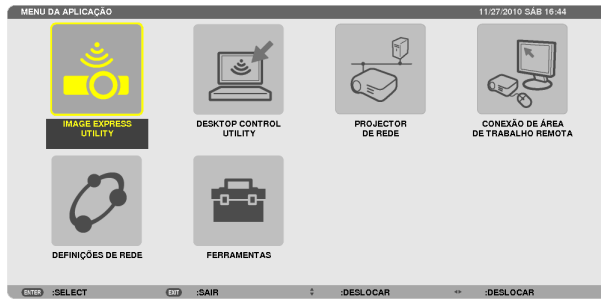 MENU DA APLICAÇÃO 11/27/2010 SÁB 16:44
IMAGE EXPRESS
UTILITY
DESKTOP CONTROL
UTILITY
PROJECTOR
DE REDE
CONEXÃO DE ÁREA
DE TRABALHO REMOTA
DEFINIÇÕES DE REDE
FERRAMENTAS
ENTER :SELECT EXIT :SAIR :DESLOCAR :DESLOCAR